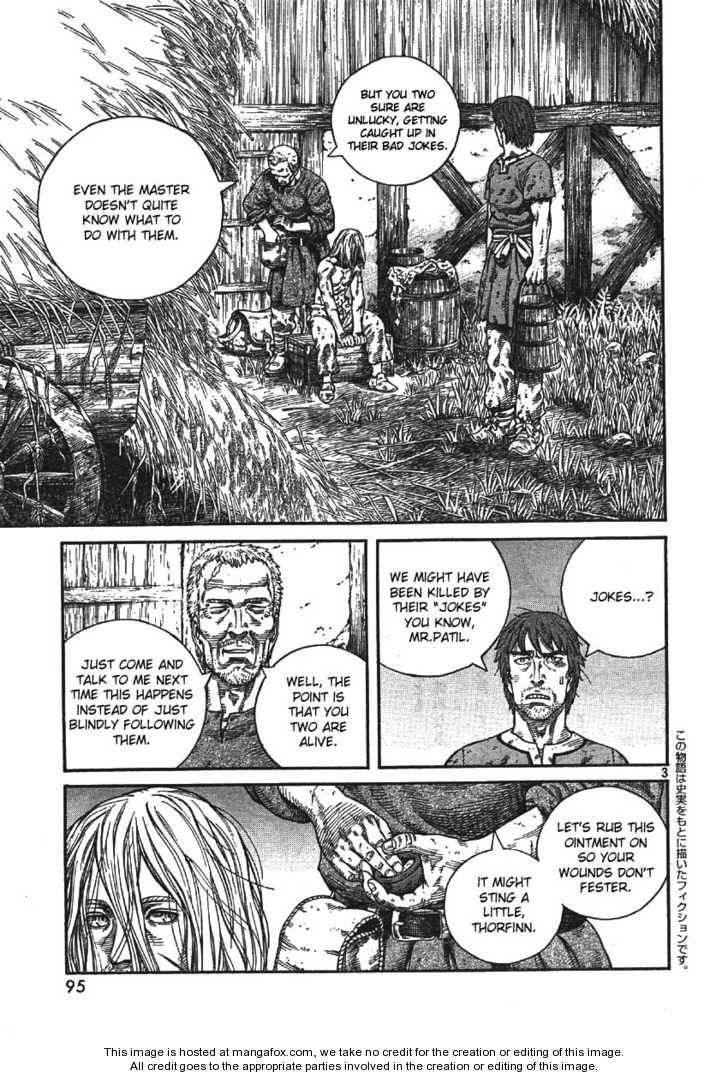 BUT YOU TWO
SURE ARE
UNLUCKY, GETTING
CAUGHT UP IN
THEIR BAD JOKES.
EVEN THE MASTER
DOESN'T QUITE
KNOW WHAT TO
DO WITH THEM.
JOKES...?
WE MIGHT HAVE
BEEN KILLED BY
THEIR "JOKES"
YOU KNOW,
MR.PATIL.
WELL, THE
POINT IS
THAT YOU
TWO ARE
ALIVE.
JUST COME AND
TALK TO ME NEXT
TIME THIS HAPPENS
INSTEAD OF JUST
BLINDLY FOLLOWING
THEM.
3
LET'S RUB THIS
OINTMENT ON
SO YOUR
WOUNDS DON'T
FESTER.
IT MIGHT
STING A
LITTLE,
THORFINN.
この物語は史実をもとに描いたフィクションです。
95
This image is hosted at mangafox.com, we take no credit for the creation or editing of this image.
All credit goes to the appropriate parties involved in the creation or editing of this image.